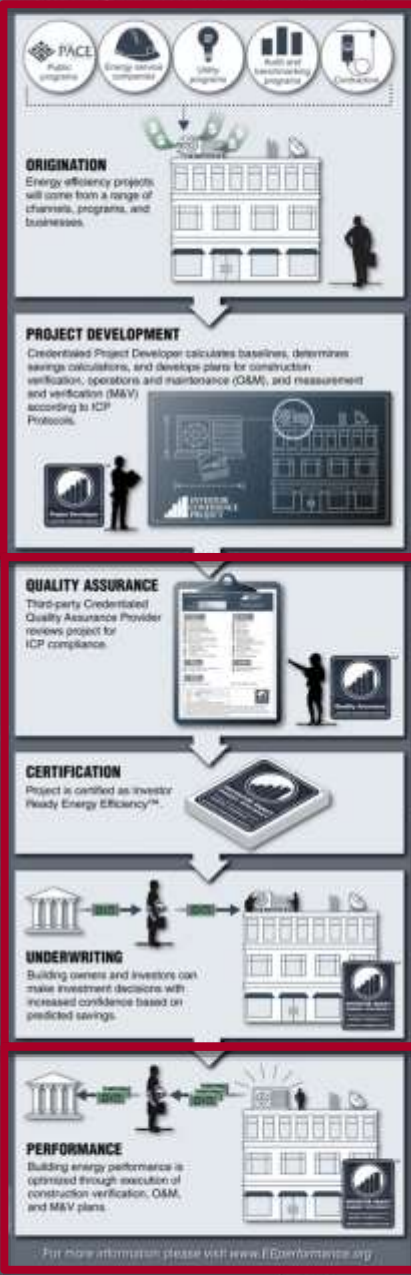 PACE
Public
programs
Energy service
companies
Utility
programs
Audit and
benchmarking
programs
Contractors
ORIGINATION
Energy efficiency projects
will come from a range of
channels, programs, and
businesses.
PROJECT DEVELOPMENT
Credentialed Project Developer calculates baselines, determines
savings calculations, and develops plans for construction
verification, operations and maintenance (O&M), and measurement
and verification (M&V)
according to ICP
Protocols.
INVESTOR
CONFIDENCE
PROJECT
Project Developer
QUALITY ASSURANCE
Third-party Credentialed
Quality Assurance Provider
reviews project for
ICP compliance.
Quality Assurance
CERTIFICATION
Project is certified as Investor
Ready Energy Efficiency™.
UNDERWRITING
Building owners and investors can
make investment decisions with
increased confidence based on
predicted savings.
PERFORMANCE
Building energy performance is
optimized through execution of
construction verification, O&M,
and M&V plans.
For more information please visit www.EEperformance.org